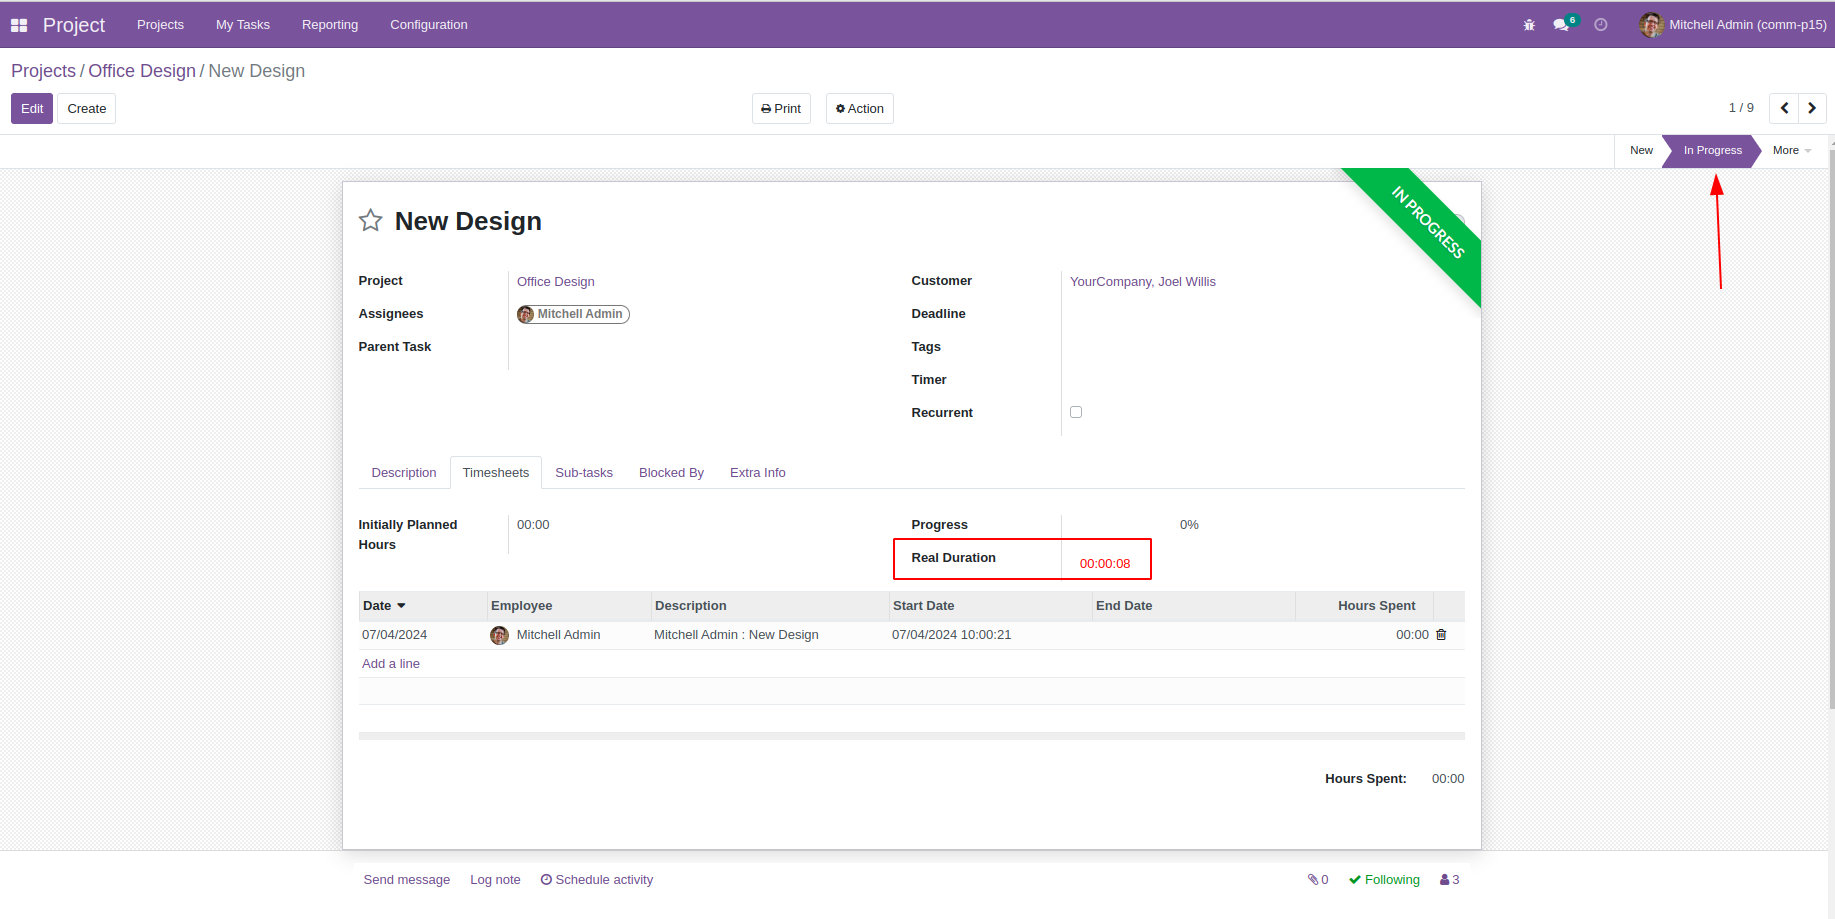 Project Projects My Tasks Reporting Configuration 6 Mitchell Admin (comm-p15)
Projects / Office Design / New Design
Edit Create Print Action 1 / 9
New In Progress More
New Design
IN PROGRESS
Project Office Design Customer YourCompany, Joel Willis
Assignees Mitchell Admin Deadline
Parent Task Tags
Timer
Recurrent
Description Timesheets Sub-tasks Blocked By Extra Info
Initially Planned Hours 00:00 Progress 0%
Real Duration 00:00:08
Date Employee Description Start Date End Date Hours Spent
07/04/2024 Mitchell Admin Mitchell Admin : New Design 07/04/2024 10:00:21 00:00
Add a line
Hours Spent: 00:00
Send message Log note Schedule activity 0 Following 3